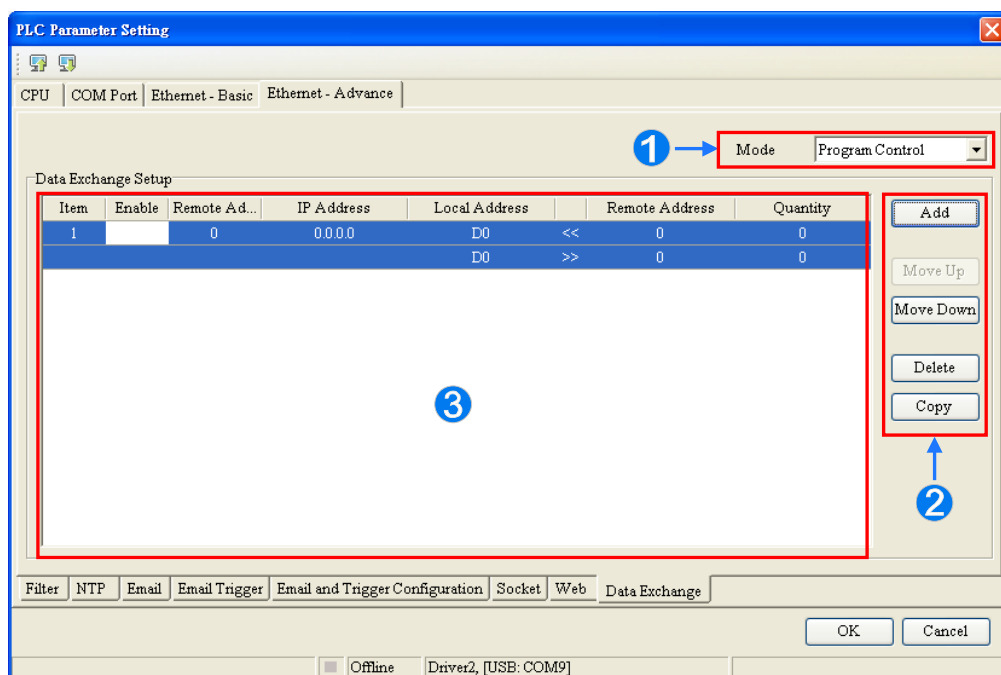 PLC Parameter Setting
CPU COM Port Ethernet - Basic Ethernet - Advance
1 Mode Program Control
Data Exchange Setup
Item Enable Remote Ad... IP Address Local Address Remote Address Quantity
1 0 0.0.0.0 D0 << 0 0
D0 >> 0 0
Add
Move Up
Move Down
Delete
Copy
3
2
Filter NTP Email Email Trigger Email and Trigger Configuration Socket Web Data Exchange
OK Cancel
Offline Driver2, [USB: COM9]